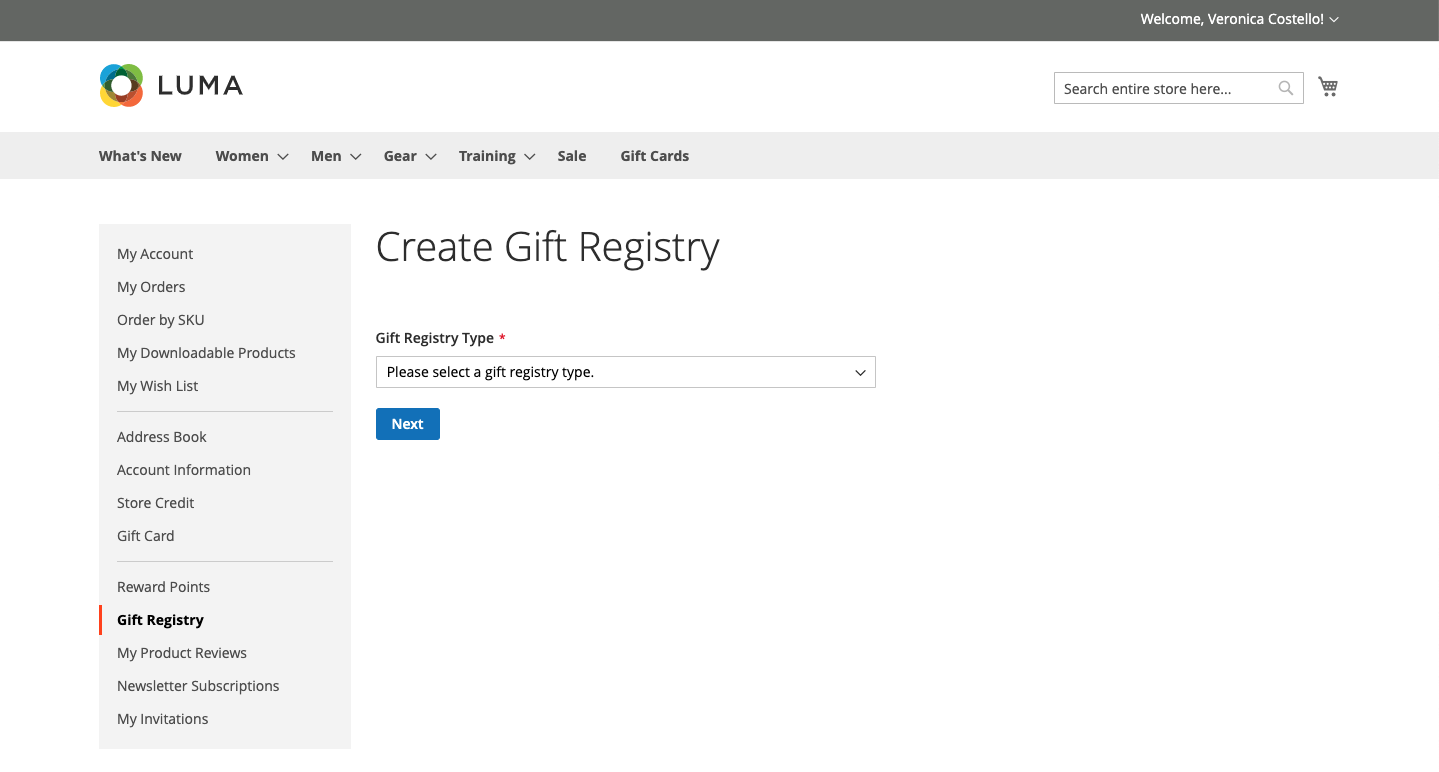 Welcome, Veronica Costello!
LUMA
Search entire store here...
What's New Women Men Gear Training Sale Gift Cards
My Account
My Orders
Order by SKU
My Downloadable Products
My Wish List
Address Book
Account Information
Store Credit
Gift Card
Reward Points
Gift Registry
My Product Reviews
Newsletter Subscriptions
My Invitations
Create Gift Registry
Gift Registry Type *
Please select a gift registry type.
Next